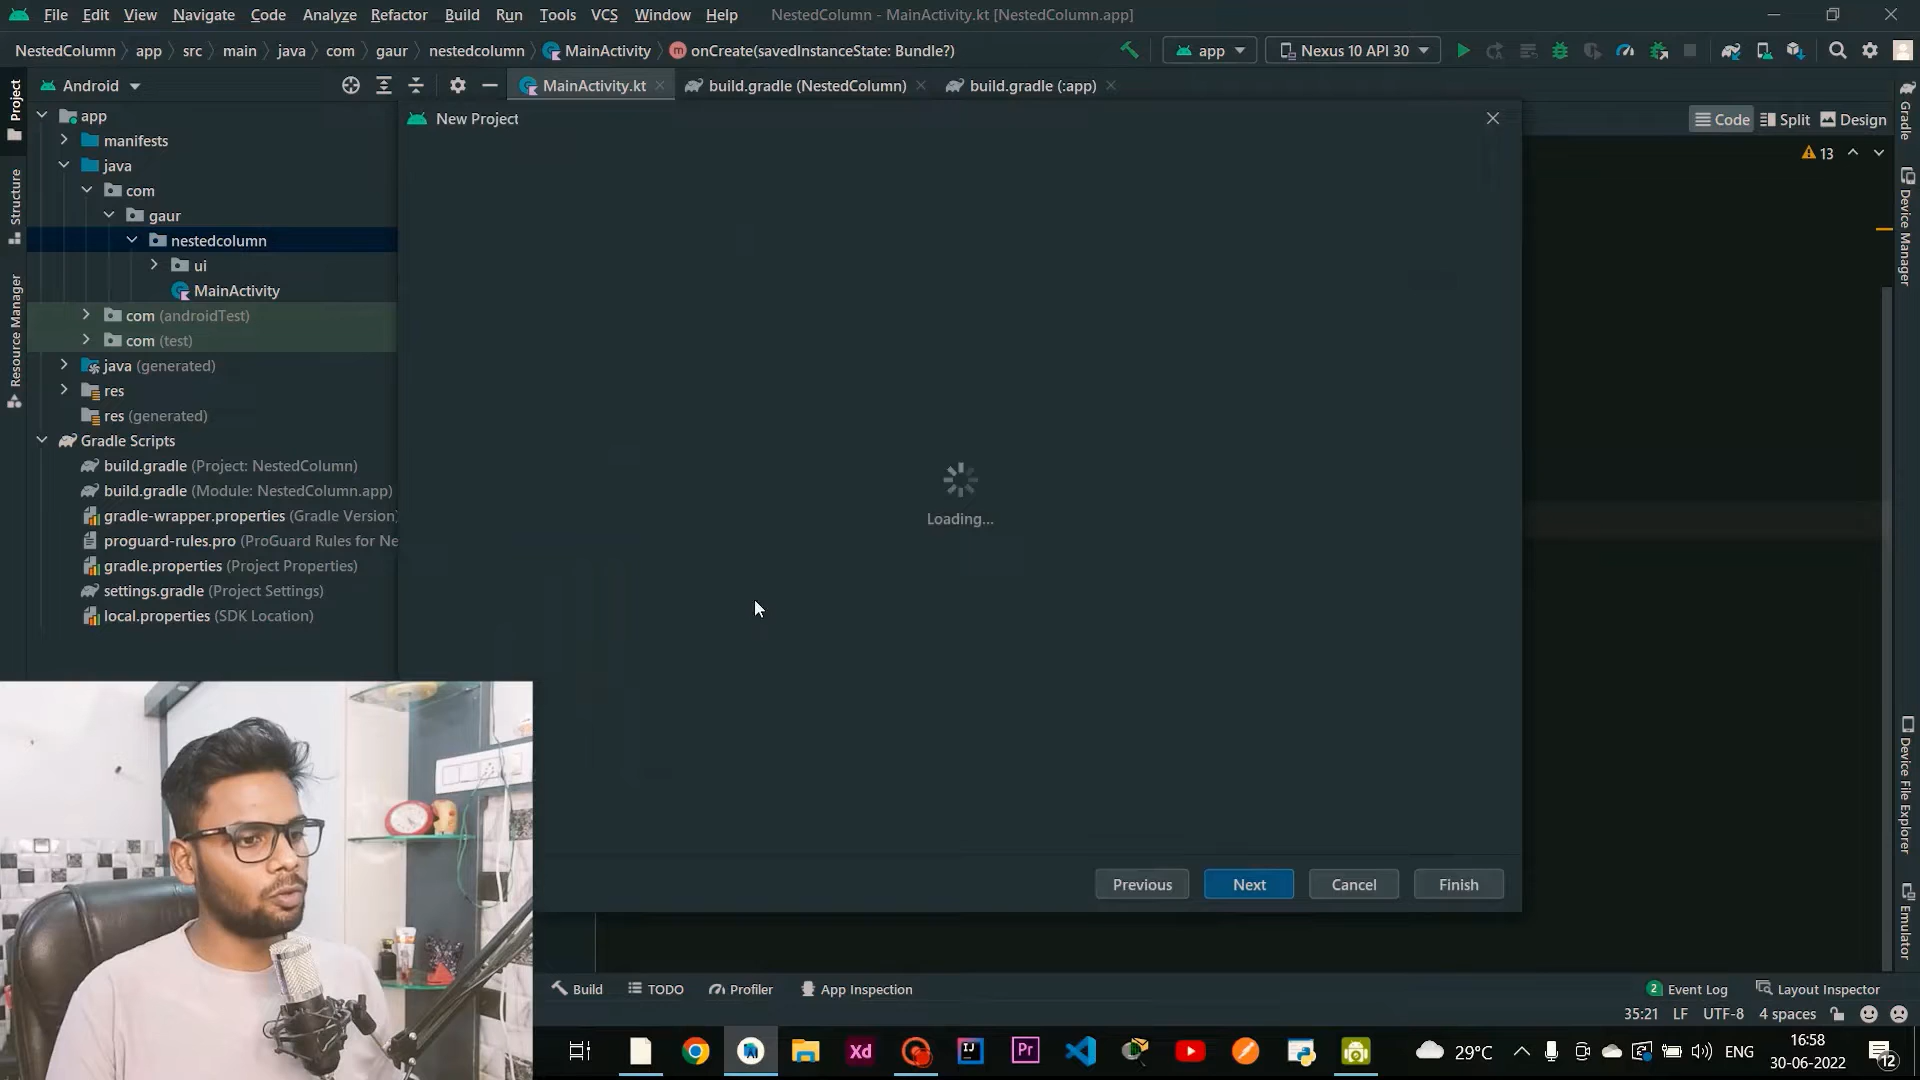 File Edit View Navigate Code Analyze Refactor Build Run Tools VCS Window Help NestedColumn - MainActivity.kt [NestedColumn.app]
NestedColumn app src main java com gaur nestedcolumn MainActivity onCreate(savedInstanceState: Bundle?) app Nexus 10 API 30
Project
Android
MainActivity.kt build.gradle (NestedColumn) build.gradle (:app)
Gradle
app
New Project
Code Split Design
manifests
13
java
Structure
com
Device Manager
gaur
nestedcolumn
ui
MainActivity
Resource Manager
com (androidTest)
com (test)
java (generated)
res
res (generated)
Gradle Scripts
build.gradle (Project: NestedColumn)
build.gradle (Module: NestedColumn.app)
gradle-wrapper.properties (Gradle Version)
Loading...
proguard-rules.pro (ProGuard Rules for Ne
gradle.properties (Project Properties)
settings.gradle (Project Settings)
local.properties (SDK Location)
Device File Explorer
Previous Next Cancel Finish
Emulator
Build TODO Profiler App Inspection
2 Event Log Layout Inspector
35:21 LF UTF-8 4 spaces
Xd IJ Pr
29°C ENG
16:58
30-06-2022
12